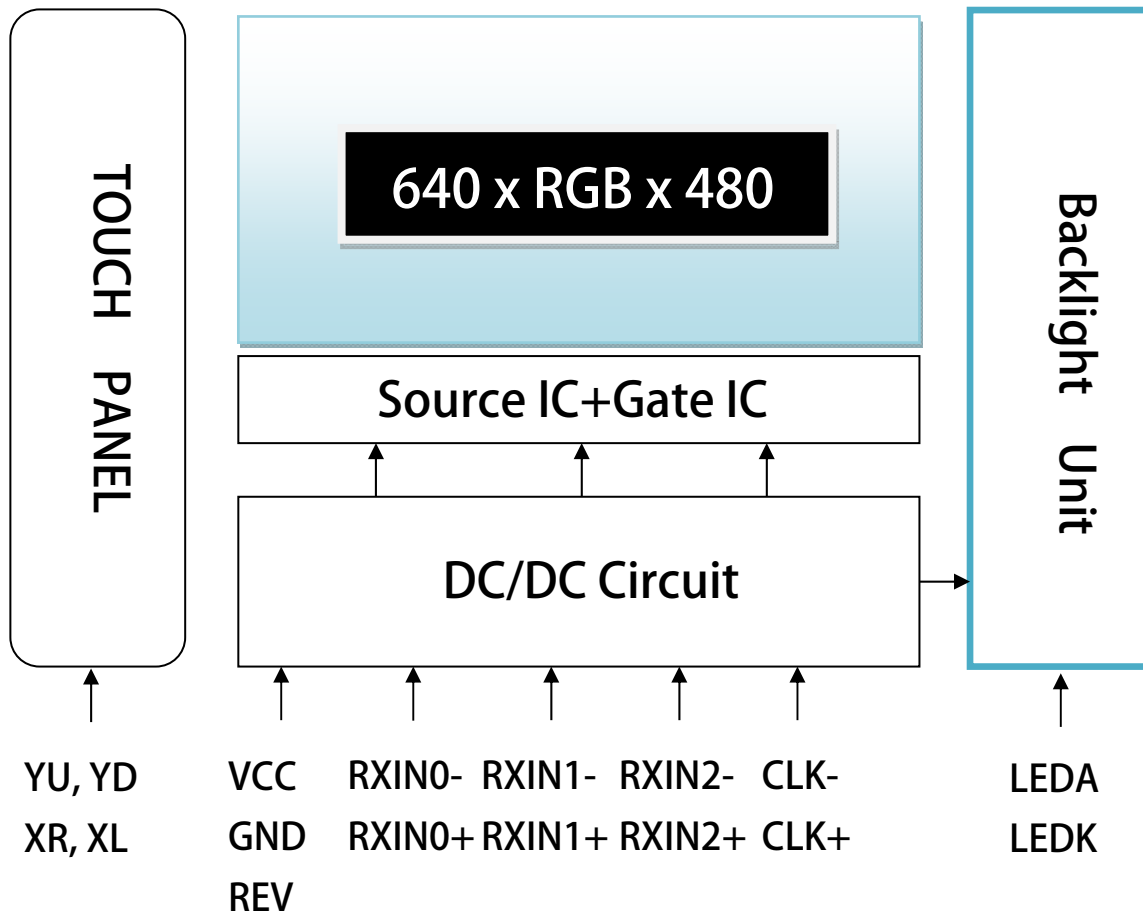 TOUCH PANEL
640 x RGB x 480
Source IC+Gate IC
DC/DC Circuit
Backlight Unit
YU, YD
XR, XL
VCC
GND
REV
RXIN0-
RXIN0+
RXIN1-
RXIN1+
RXIN2-
RXIN2+
CLK-
CLK+
LEDA
LEDK